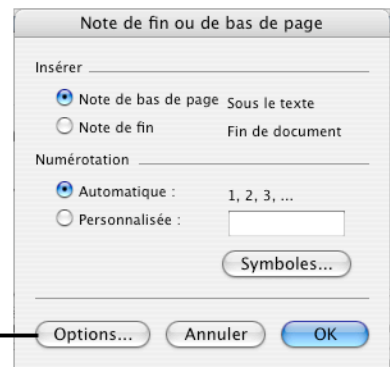 Note de fin ou de bas de page
Insérer
Note de bas de page Sous le texte
Note de fin Fin de document
Numérotation
Automatique : 1, 2, 3, ...
Personnalisée :
Symboles...
Options... Annuler OK